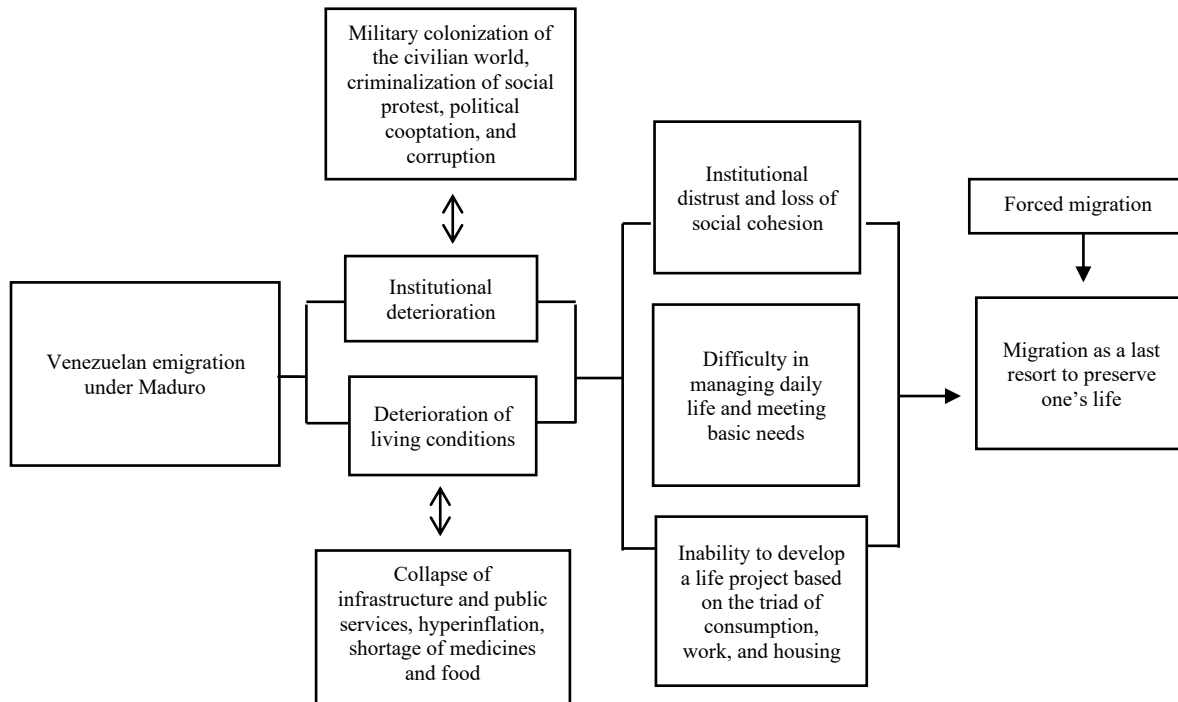 Military colonization of
the civilian world,
criminalization of social
protest, political
cooptation, and
corruption
Institutional
distrust and loss of
social cohesion
Forced migration
Institutional
deterioration
Venezuelan emigration
under Maduro
Difficulty in
managing daily
life and meeting
basic needs
Migration as a last
resort to preserve
one’s life
Deterioration of
living conditions
Collapse of
infrastructure and public
services, hyperinflation,
shortage of medicines
and food
Inability to develop
a life project based
on the triad of
consumption,
work, and housing